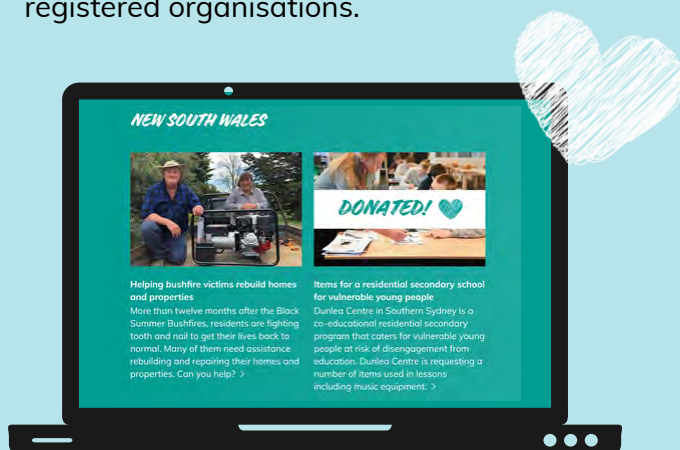 registered organisations.
NEW SOUTH WALES
DONATED!
Helping bushfire victims rebuild homes
and properties
More than twelve months after the Black
Summer Bushfires, residents are fighting
tooth and nail to get their lives back to
normal. Many of them need assistance
rebuilding and repairing their homes and
properties. Can you help? >
Items for a residential secondary school
for vulnerable young people
Dunlea Centre in Southern Sydney is a
co-educational residential secondary
program that caters for vulnerable young
people at risk of disengagement from
education. Dunlea Centre is requesting a
number of items used in lessons
including music equipment. >